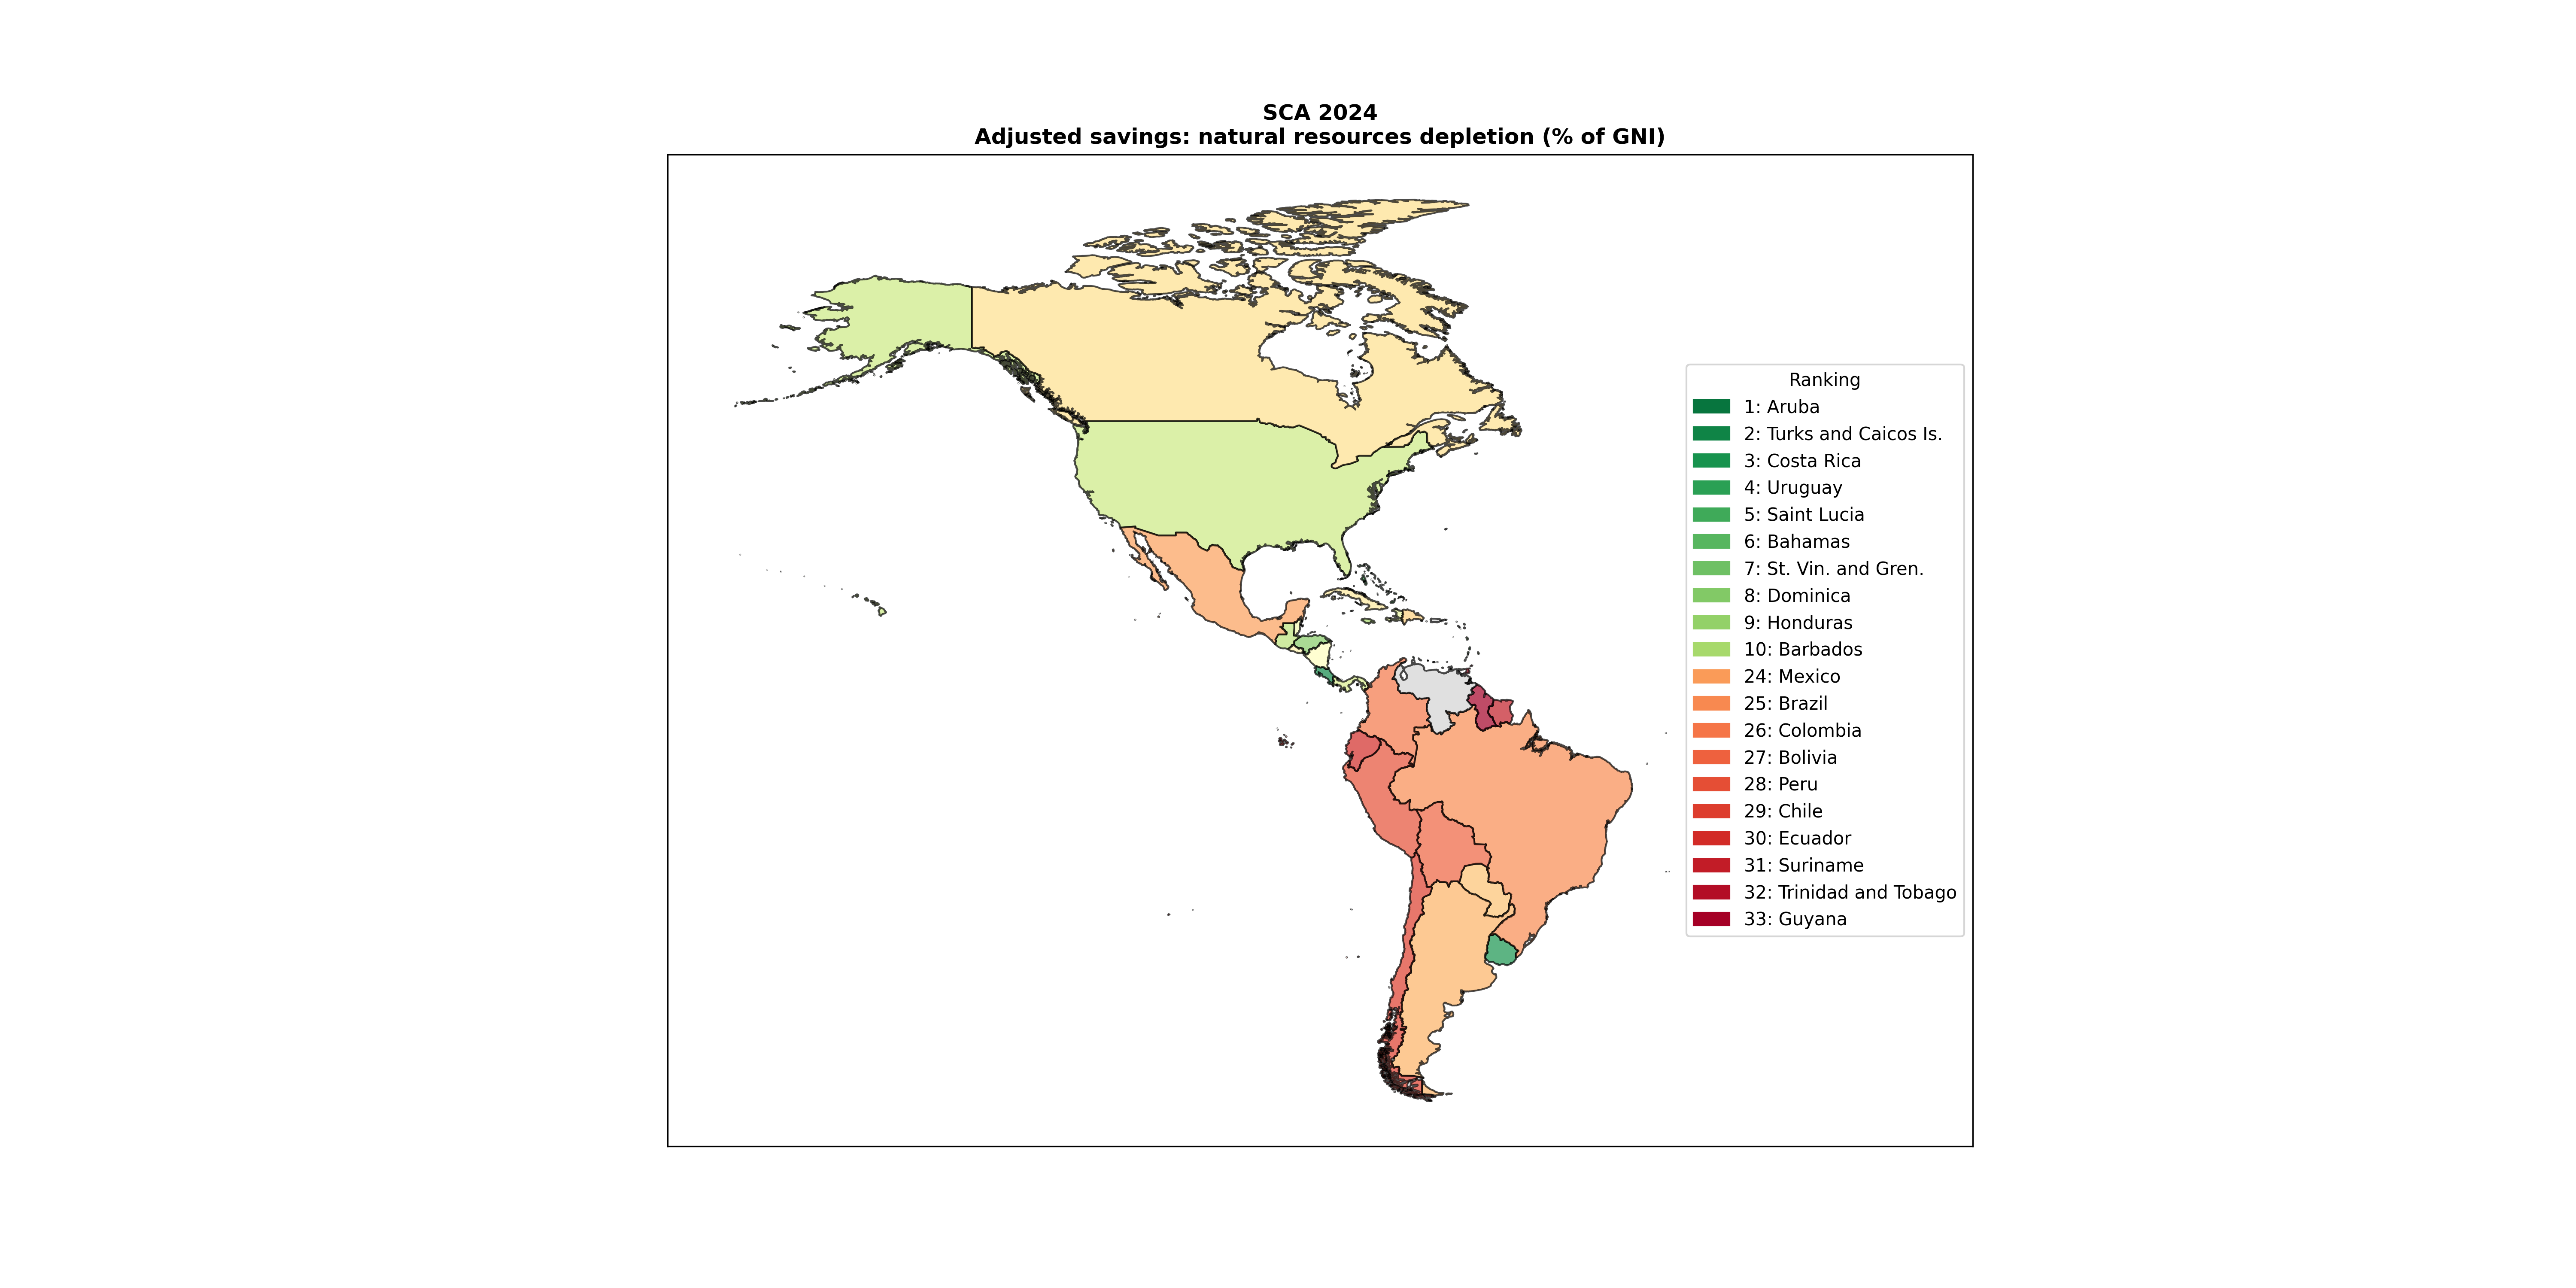 SCA 2024
Adjusted savings: natural resources depletion (% of GNI)
Ranking
1: Aruba
2: Turks and Caicos Is.
3: Costa Rica
4: Uruguay
5: Saint Lucia
6: Bahamas
7: St. Vin. and Gren.
8: Dominica
9: Honduras
10: Barbados
24: Mexico
25: Brazil
26: Colombia
27: Bolivia
28: Peru
29: Chile
30: Ecuador
31: Suriname
32: Trinidad and Tobago
33: Guyana